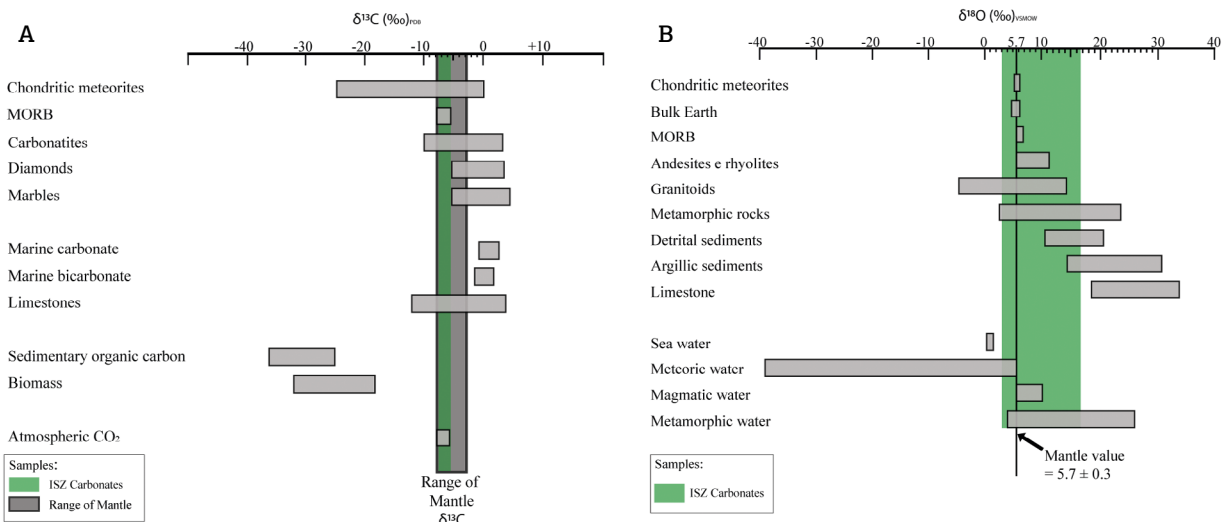 A
δ¹³C (‰)PDB
-40 -30 -20 -10 0 +10
Chondritic meteorites
MORB
Carbonatites
Diamonds
Marbles
Marine carbonate
Marine bicarbonate
Limestones
Sedimentary organic carbon
Biomass
Atmospheric CO₂
Samples:
ISZ Carbonates
Range of Mantle
Range of
Mantle
δ¹³C
B
δ¹⁸O (‰)VSMOW
-40 -30 -20 -10 0 5.7 10 20 30 40
Chondritic meteorites
Bulk Earth
MORB
Andesites e rhyolites
Granitoids
Metamorphic rocks
Detrital sediments
Argillic sediments
Limestone
Sea water
Meteoric water
Magmatic water
Metamorphic water
Mantle value
= 5.7 ± 0.3
Samples:
ISZ Carbonates